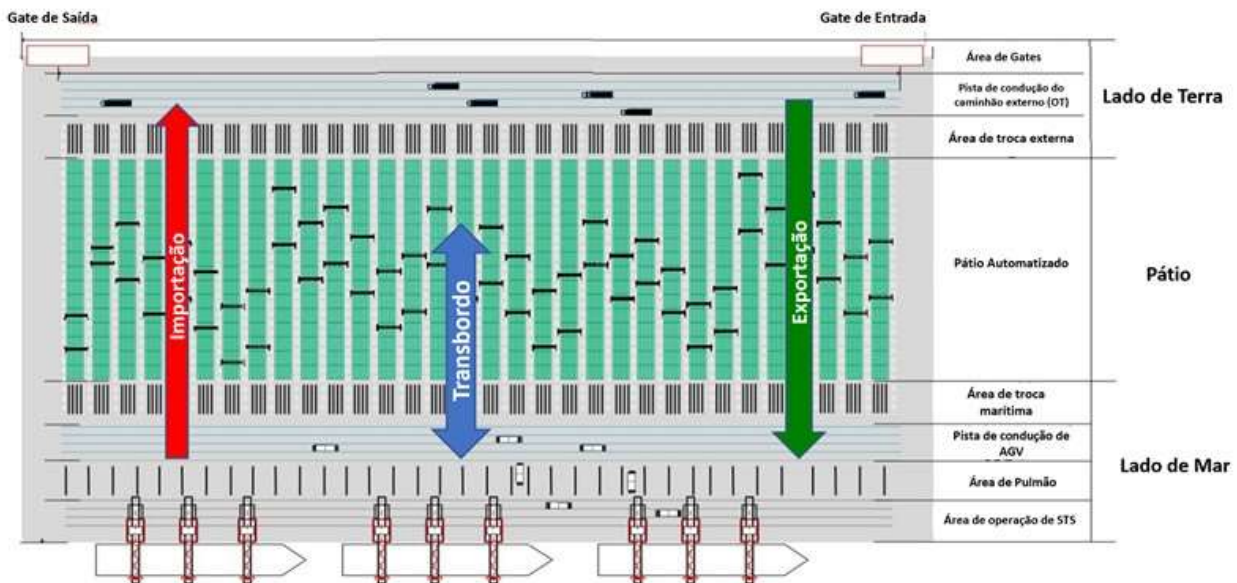 Gate de Saída
Gate de Entrada
Área de Gates
Pista de condução do
caminhão externo (OT)
Lado de Terra
Área de troca externa
Importação
Transbordo
Exportação
Pátio Automatizado
Pátio
Área de troca
marítima
Pista de condução de
AGV
Lado de Mar
Área de Pulmão
Área de operação de STS